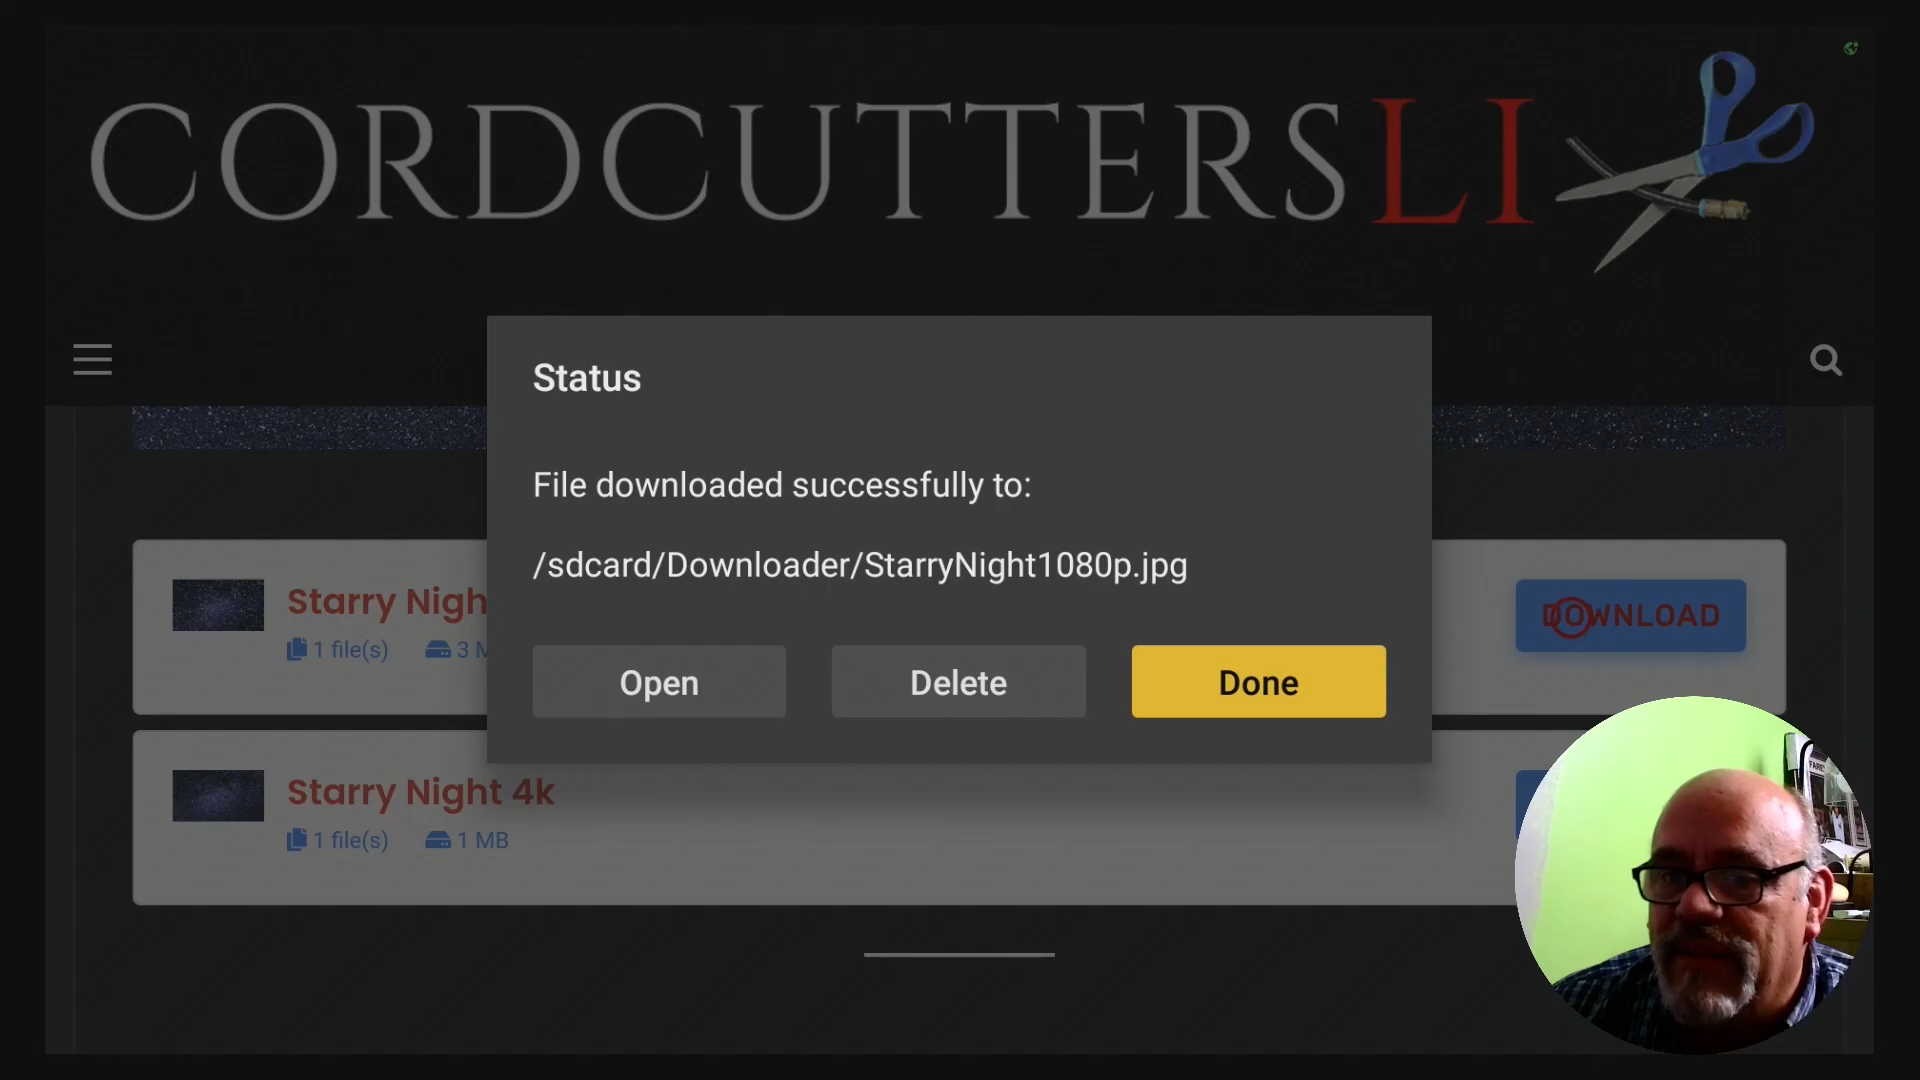 CORDCUTTERSLI
Status
File downloaded successfully to:
/sdcard/Downloader/StarryNight1080p.jpg
Open
Delete
Done
Starry Nigh
1 file(s)
3 M
DOWNLOAD
Starry Night 4k
1 file(s)
1 MB